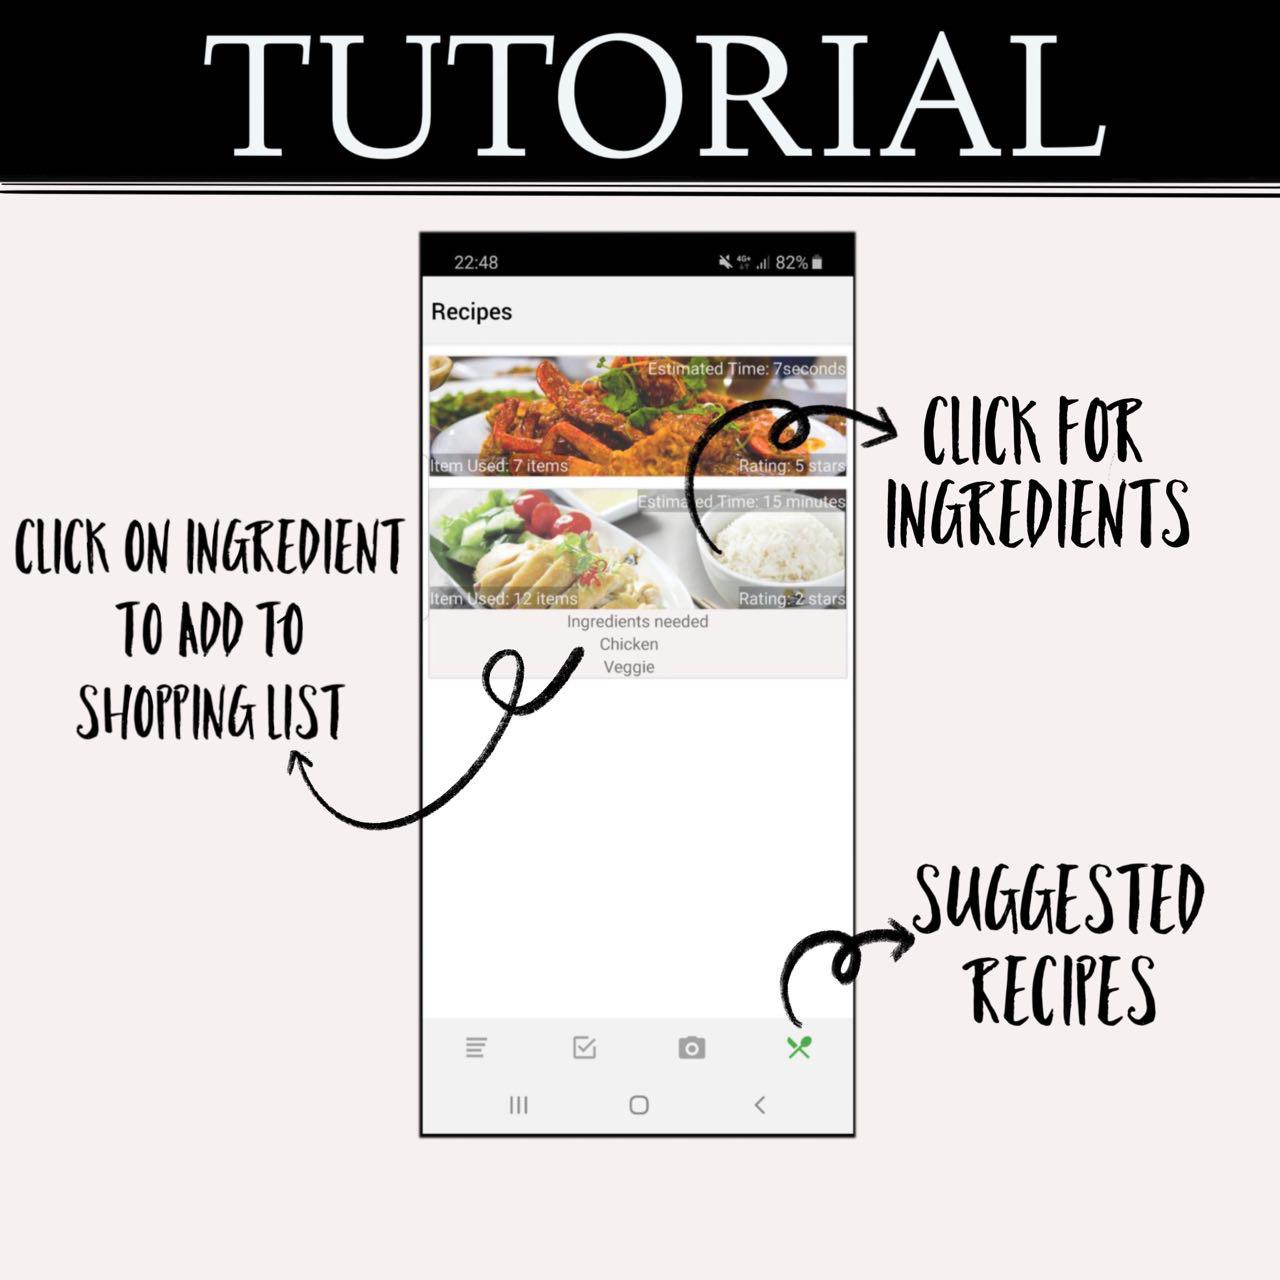 TUTORIAL
22:48
4G+
82%
Recipes
Estimated Time: 7seconds
Item Used: 7 items
Rating: 5 stars
CLICK FOR
INGREDIENTS
Estimated Time: 15 minutes
Item Used: 12 items
Rating: 2 stars
Ingredients needed
Chicken
Veggie
CLICK ON INGREDIENT
TO ADD TO
SHOPPING LIST
SUGGESTED
RECIPES